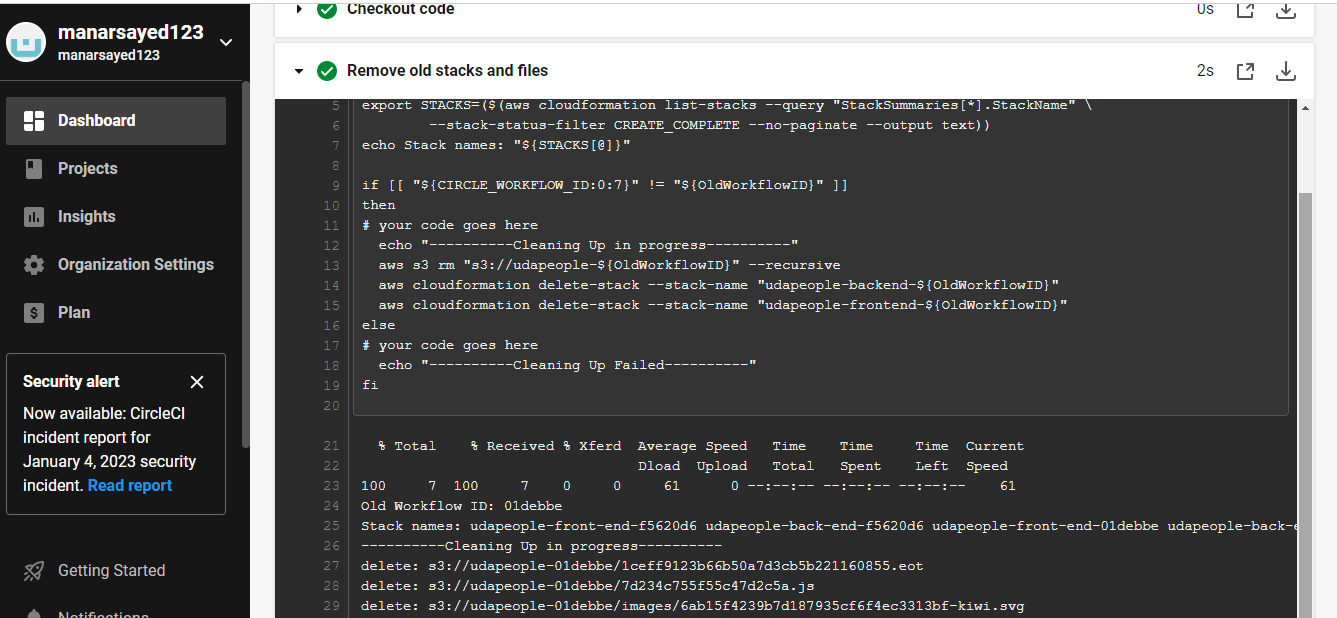 manarsayed123
manarsayed123
Dashboard
Projects
Insights
Organization Settings
Plan
Security alert
Now available: CircleCI
incident report for
January 4, 2023 security
incident. Read report
Getting Started
Notifications
Checkout code 0s
Remove old stacks and files 2s
5 export STACKS=($(aws cloudformation list-stacks --query "StackSummaries[*].StackName" \
6 --stack-status-filter CREATE_COMPLETE --no-paginate --output text))
7 echo Stack names: "${STACKS[@]}"
8
9 if [[ "${CIRCLE_WORKFLOW_ID:0:7}" != "${OldWorkflowID}" ]]
10 then
11 # your code goes here
12 echo "----------Cleaning Up in progress----------"
13 aws s3 rm "s3://udapeople-${OldWorkflowID}" --recursive
14 aws cloudformation delete-stack --stack-name "udapeople-backend-${OldWorkflowID}"
15 aws cloudformation delete-stack --stack-name "udapeople-frontend-${OldWorkflowID}"
16 else
17 # your code goes here
18 echo "----------Cleaning Up Failed----------"
19 fi
20
21 % Total % Received % Xferd Average Speed Time Time Time Current
22 Dload Upload Total Spent Left Speed
23 100 7 100 7 0 0 61 0 --:--:-- --:--:-- --:--:-- 61
24 Old Workflow ID: 01debbe
25 Stack names: udapeople-front-end-f5620d6 udapeople-back-end-f5620d6 udapeople-front-end-01debbe udapeople-back-e
26 ----------Cleaning Up in progress----------
27 delete: s3://udapeople-01debbe/1ceff9123b66b50a7d3cb5b221160855.eot
28 delete: s3://udapeople-01debbe/7d234c755f55c47d2c5a.js
29 delete: s3://udapeople-01debbe/images/6ab15f4239b7d187935cf6f4ec3313bf-kiwi.svg